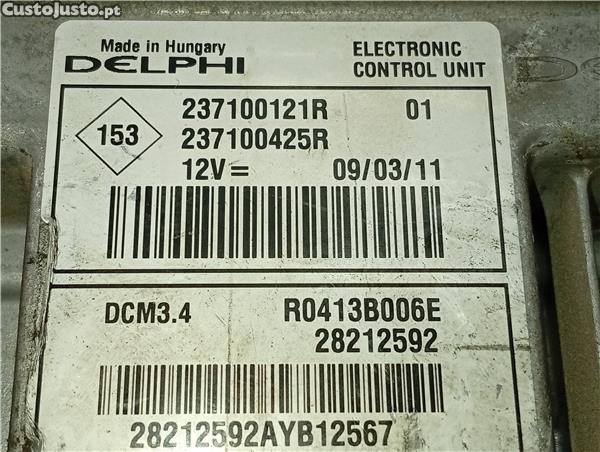 CustoJusto.pt
Made in Hungary
DELPHI
ELECTRONIC
CONTROL UNIT
153
237100121R 01
237100425R
12V= 09/03/11
DCM3.4 R0413B006E
28212592
28212592AYB12567